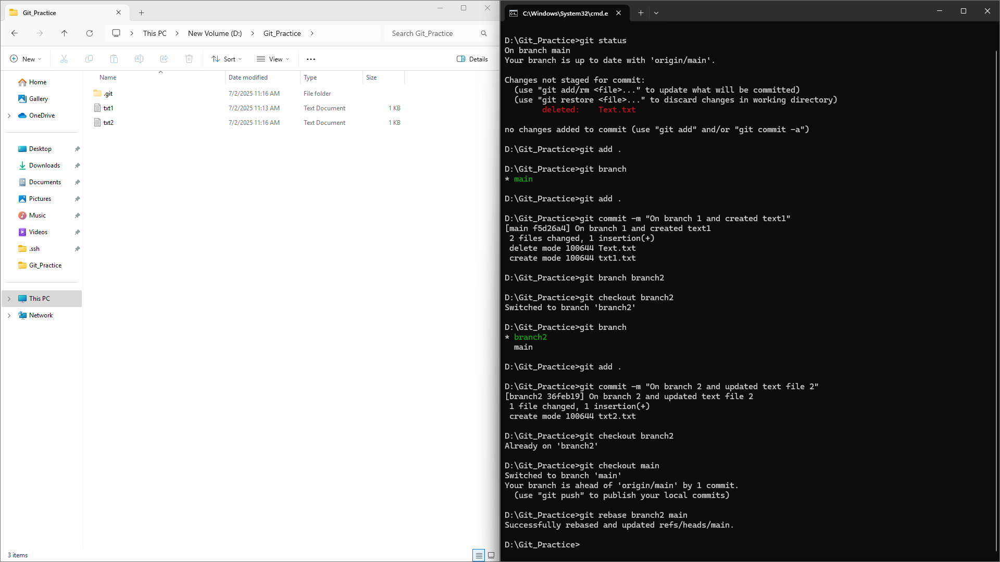 Git_Practice
This PC
New Volume (D:)
Git_Practice
Search Git_Practice
New
Sort
View
Details
Name
Date modified
Type
Size
.git 7/2/2025 11:16 AM File folder
txt1 7/2/2025 11:13 AM Text Document 1 KB
txt2 7/2/2025 11:16 AM Text Document 1 KB
Home
Gallery
OneDrive
Desktop
Downloads
Documents
Pictures
Music
Videos
.ssh
Git_Practice
This PC
Network
3 items
C:\Windows\System32\cmd.e
D:\Git_Practice>git status
On branch main
Your branch is up to date with 'origin/main'.
Changes not staged for commit:
(use "git add/rm <file>..." to update what will be committed)
(use "git restore <file>..." to discard changes in working directory)
deleted: Text.txt
no changes added to commit (use "git add" and/or "git commit -a")
D:\Git_Practice>git add .
D:\Git_Practice>git branch
* main
D:\Git_Practice>git add .
D:\Git_Practice>git commit -m "On branch 1 and created text1"
[main f5d26a4] On branch 1 and created text1
2 files changed, 1 insertion(+)
delete mode 100644 Text.txt
create mode 100644 txt1.txt
D:\Git_Practice>git branch branch2
D:\Git_Practice>git checkout branch2
Switched to branch 'branch2'
D:\Git_Practice>git branch
* branch2
main
D:\Git_Practice>git add .
D:\Git_Practice>git commit -m "On branch 2 and updated text file 2"
[branch2 36feb19] On branch 2 and updated text file 2
1 file changed, 1 insertion(+)
create mode 100644 txt2.txt
D:\Git_Practice>git checkout branch2
Already on 'branch2'
D:\Git_Practice>git checkout main
Switched to branch 'main'
Your branch is ahead of 'origin/main' by 1 commit.
(use "git push" to publish your local commits)
D:\Git_Practice>git rebase branch2 main
Successfully rebased and updated refs/heads/main.
D:\Git_Practice>